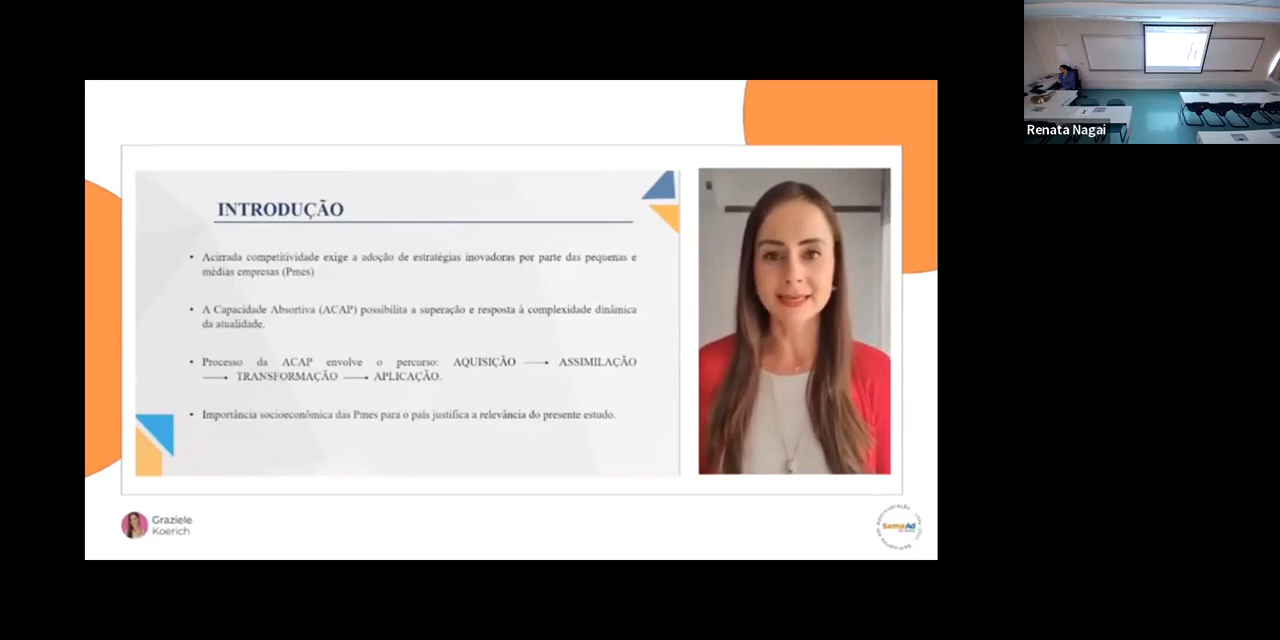 INTRODUÇÃO
• Acirrada competitividade exige a adoção de estratégias inovadoras por parte das pequenas e
médias empresas (Pmes)
• A Capacidade Absortiva (ACAP) possibilita a superação e resposta à complexidade dinâmica
da atualidade.
• Processo da ACAP envolve o percurso: AQUISIÇÃO → ASSIMILAÇÃO
→ TRANSFORMAÇÃO → APLICAÇÃO.
• Importância socioeconômica das Pmes para o país justifica a relevância do presente estudo.
Graziele
Koerich
SemeAd
Renata Nagai